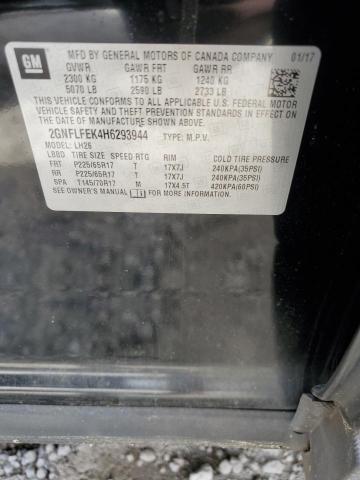 GM
MFD BY GENERAL MOTORS OF CANADA COMPANY 01/17
GVWR GAWR FRT GAWR RR
2300 KG 1175 KG 1240 KG
5070 LB 2590 LB 2733 LB
THIS VEHICLE CONFORMS TO ALL APPLICABLE U.S. FEDERAL MOTOR
VEHICLE SAFETY, AND THEFT PREVENTION STANDARDS IN EFFECT ON
THE DATE OF MANUFACTURE SHOWN ABOVE.
2GNFLFEK4H6293944 TYPE: M.P.V.
MODEL: LH26
LBBD TIRE SIZE SPEED RTG RIM COLD TIRE PRESSURE
FRT P225/65R17 T 17X7J 240KPA(35PSI)
RR P225/65R17 T 17X7J 240KPA(35PSI)
SPA T145/70R17 M 17X4.5T 420KPA(60PSI)
SEE OWNER'S MANUAL FOR MORE INFORMATION.